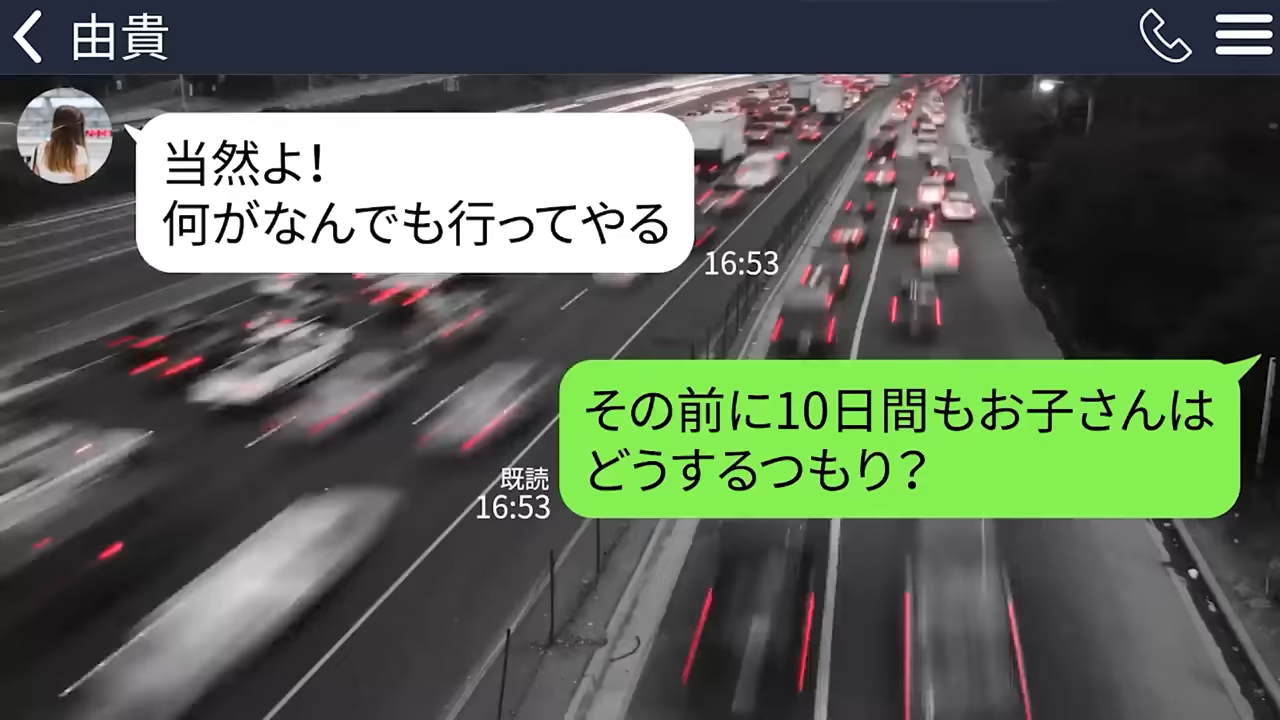 由貴
当然よ！
何がなんでも行ってやる
16:53
その前に10日間もお子さんは
どうするつもり？
既読
16:53